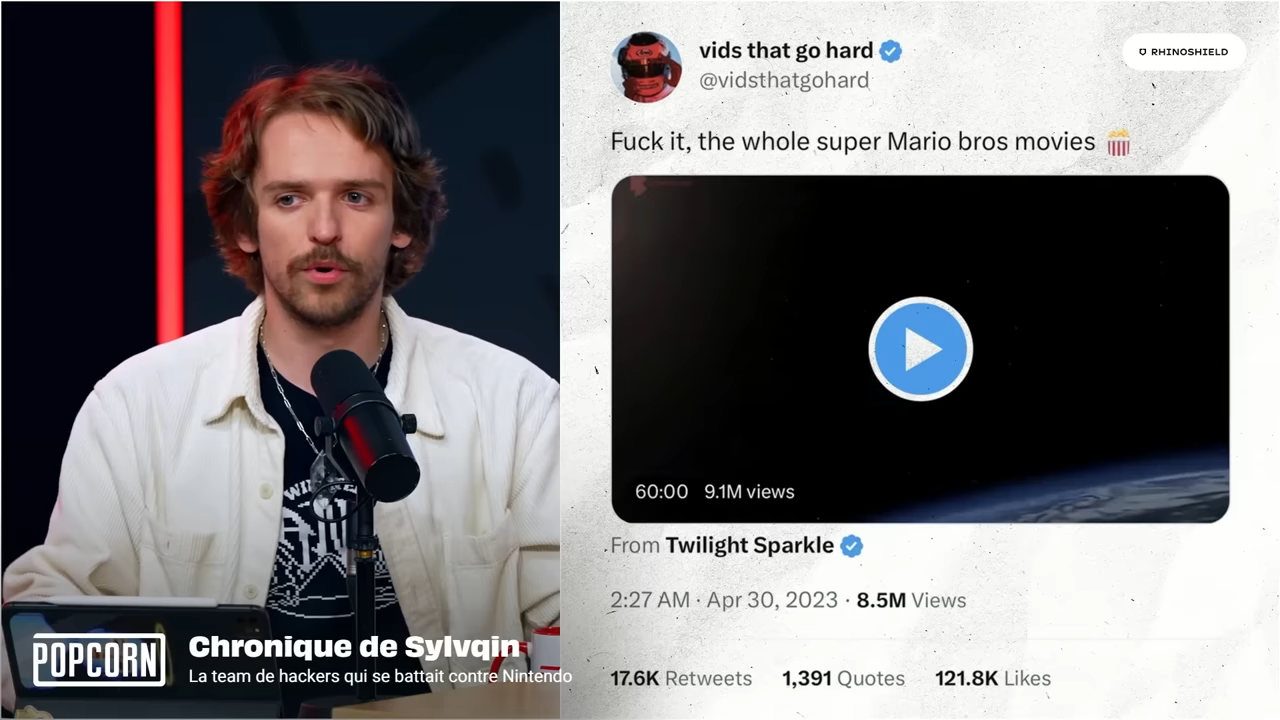 vids that go hard
@vidsthatgohard
RHINOSHIELD
Fuck it, the whole super Mario bros movies 🍿
60:00 9.1M views
From Twilight Sparkle
2:27 AM · Apr 30, 2023 · 8.5M Views
17.6K Retweets 1,391 Quotes 121.8K Likes
POPCORN
Chronique de Sylvqin
La team de hackers qui se battait contre Nintendo